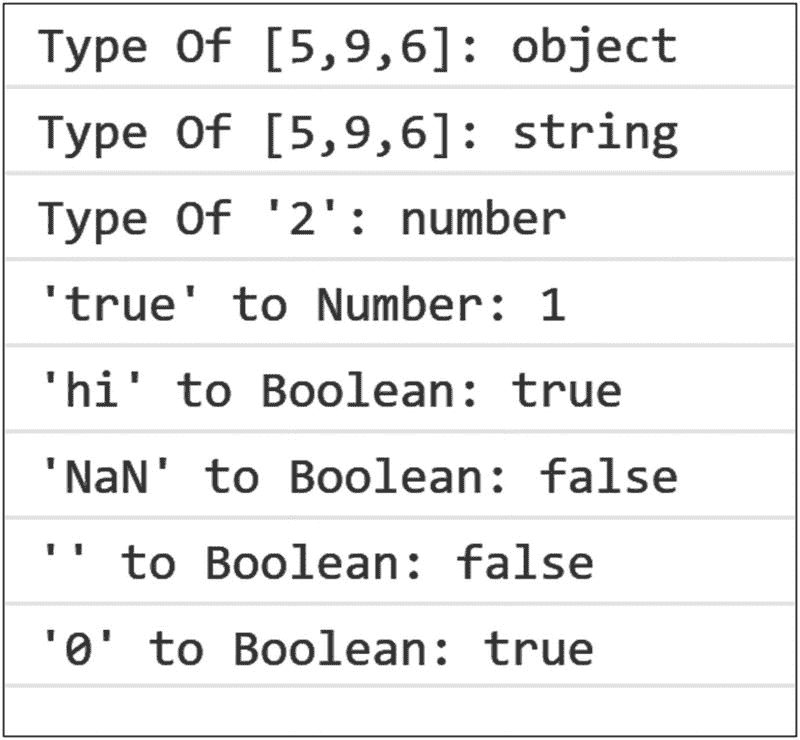 Type Of [5,9,6]: object
Type Of [5,9,6]: string
Type Of '2': number
'true' to Number: 1
'hi' to Boolean: true
'NaN' to Boolean: false
'' to Boolean: false
'0' to Boolean: true